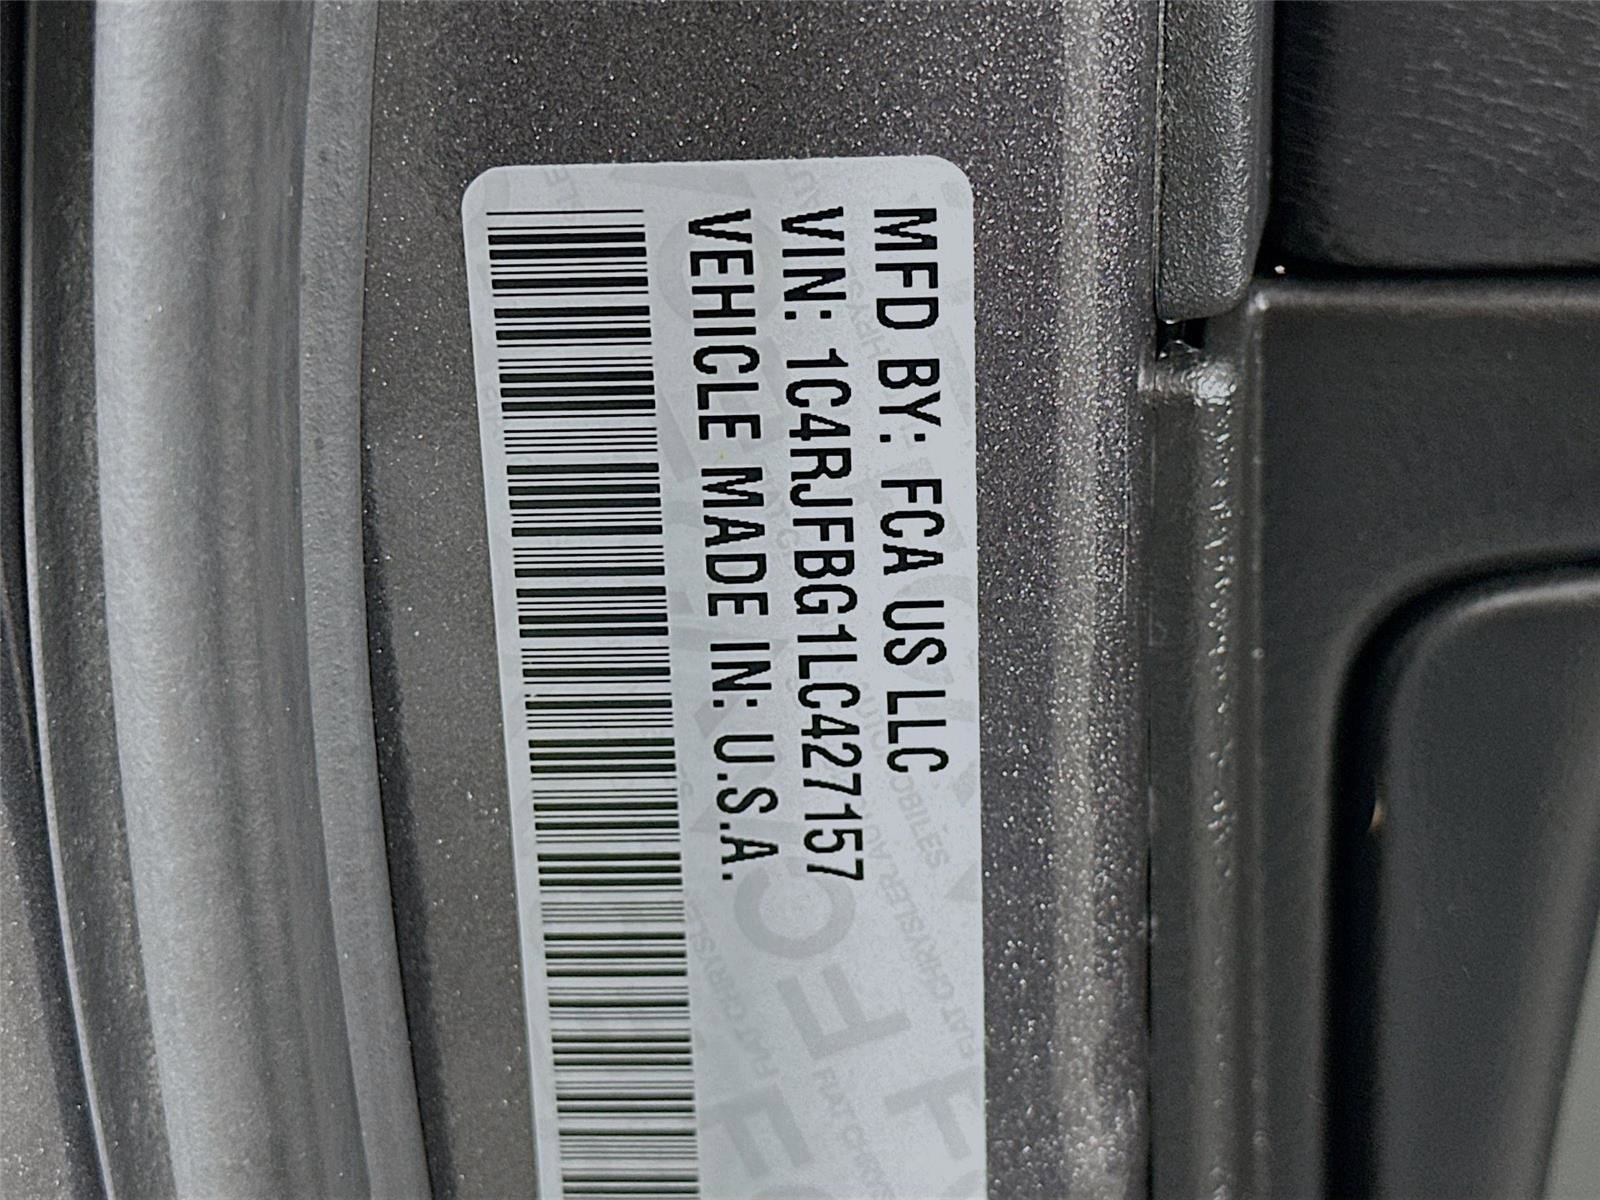 MFD BY: FCA US LLC
VIN: 1C4RJFBG1LC427157
VEHICLE MADE IN: U.S.A.